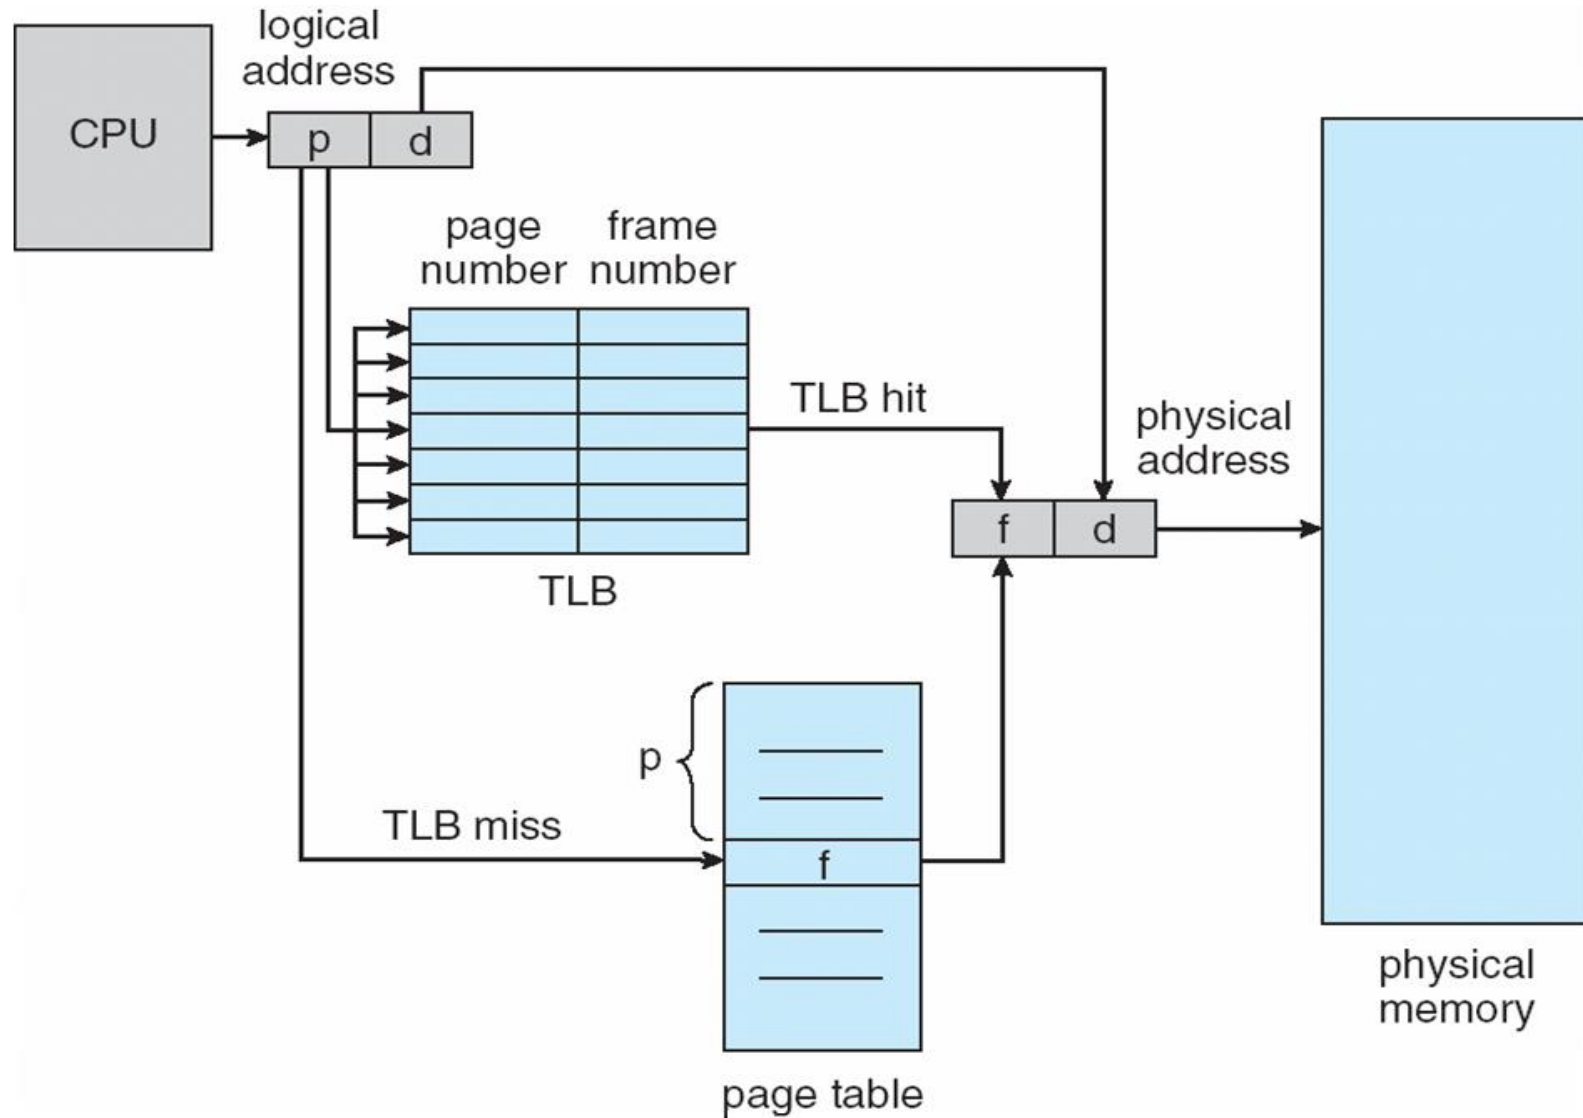 logical
address
CPU
p
d
page
number
frame
number
TLB hit
physical
address
f
d
TLB
p
TLB miss
f
physical
memory
page table